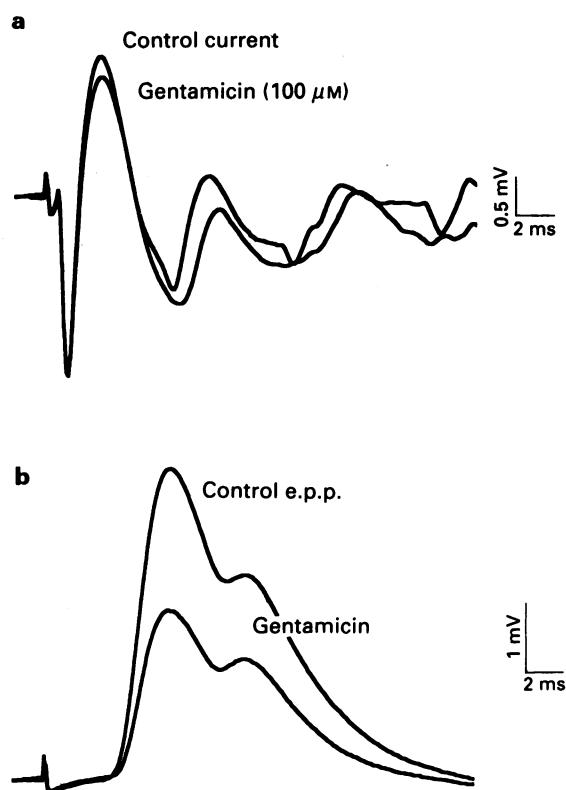 a
Control current
Gentamicin (100 μM)
0.5 mV
2 ms
b
Control e.p.p.
Gentamicin
1 mV
2 ms